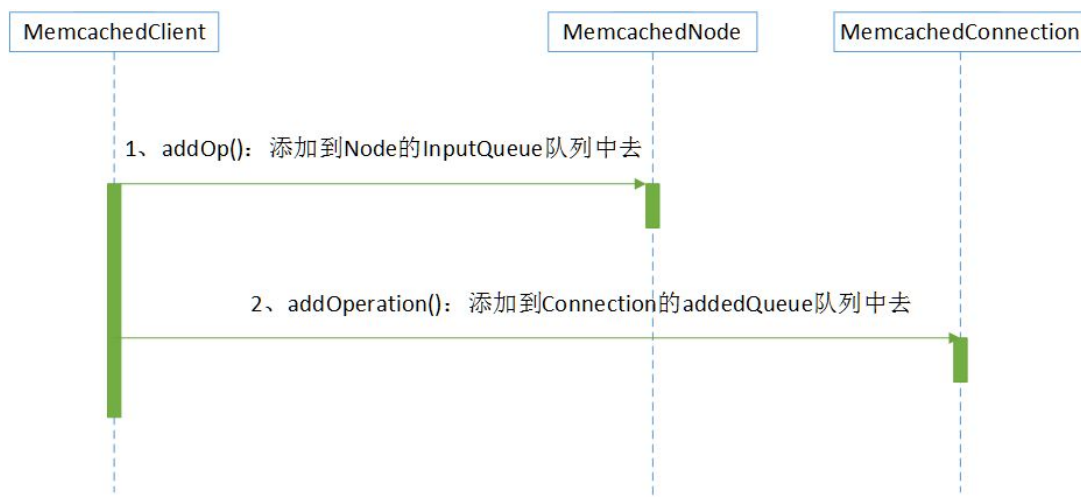 MemcachedClient
MemcachedNode
MemcachedConnection
1、addOp()：添加到Node的InputQueue队列中去
2、addOperation()：添加到Connection的addedQueue队列中去